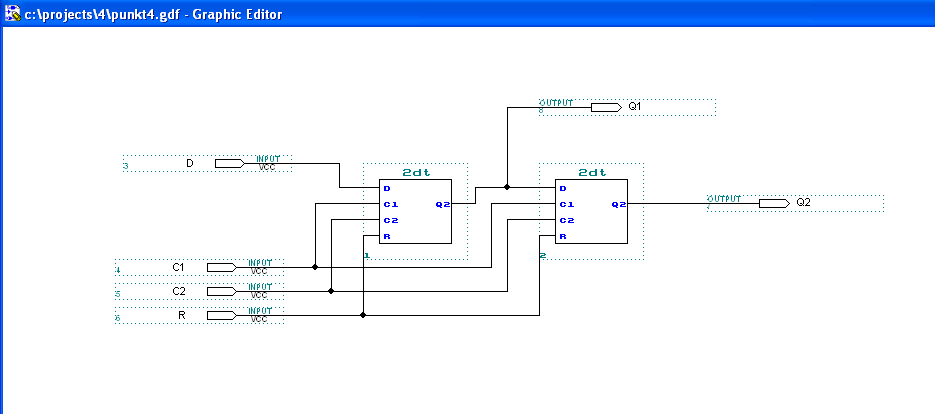 c:\projects\4\punkt4.gdf - Graphic Editor
OUTPUT
8
Q1
3
D
INPUT
VCC
2dt
D
C1
Q2
C2
R
1
2dt
D
C1
Q2
C2
R
2
OUTPUT
Q2
4
C1
INPUT
VCC
5
C2
INPUT
VCC
6
R
INPUT
VCC